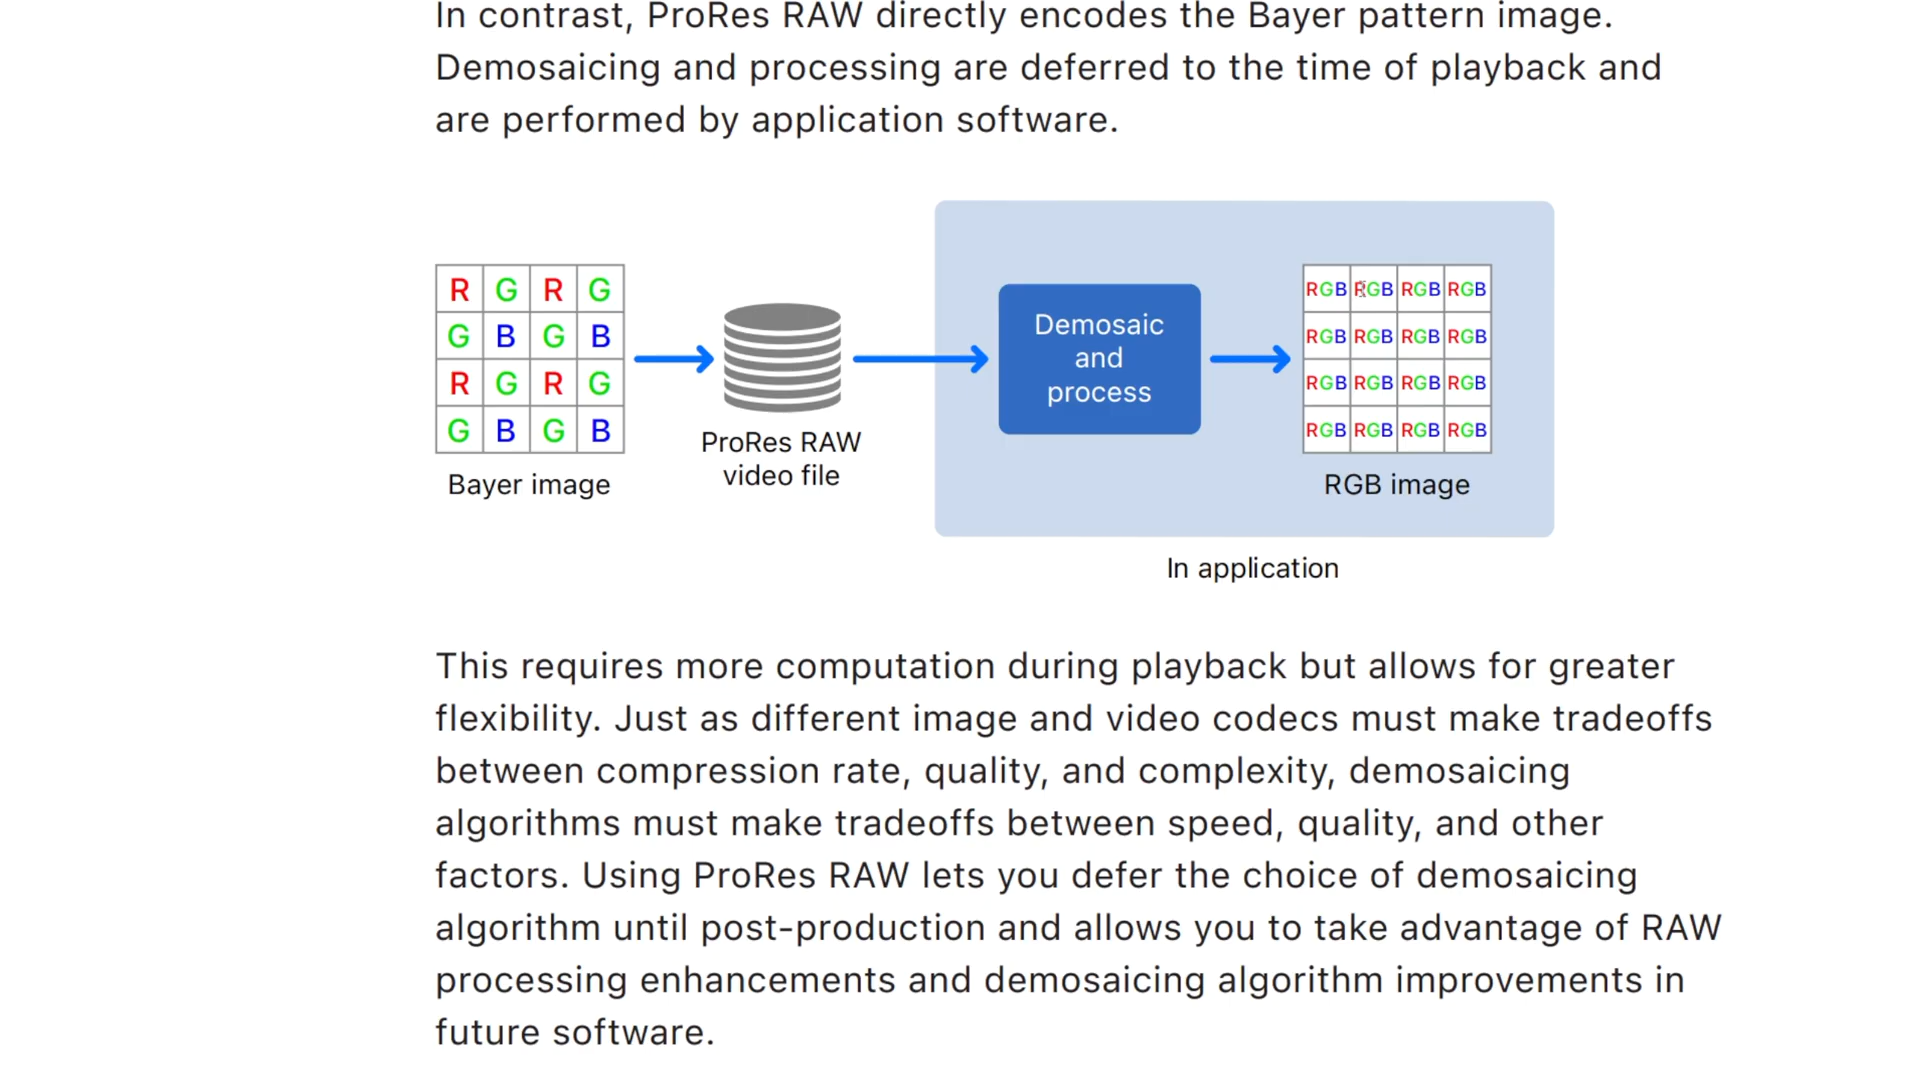 In contrast, ProRes RAW directly encodes the Bayer pattern image.
Demosaicing and processing are deferred to the time of playback and
are performed by application software.
R G R G
G B G B
R G R G
G B G B
Bayer image
ProRes RAW
video file
Demosaic
and
process
RGB RGB RGB RGB
RGB RGB RGB RGB
RGB RGB RGB RGB
RGB RGB RGB RGB
RGB image
In application
This requires more computation during playback but allows for greater
flexibility. Just as different image and video codecs must make tradeoffs
between compression rate, quality, and complexity, demosaicing
algorithms must make tradeoffs between speed, quality, and other
factors. Using ProRes RAW lets you defer the choice of demosaicing
algorithm until post-production and allows you to take advantage of RAW
processing enhancements and demosaicing algorithm improvements in
future software.